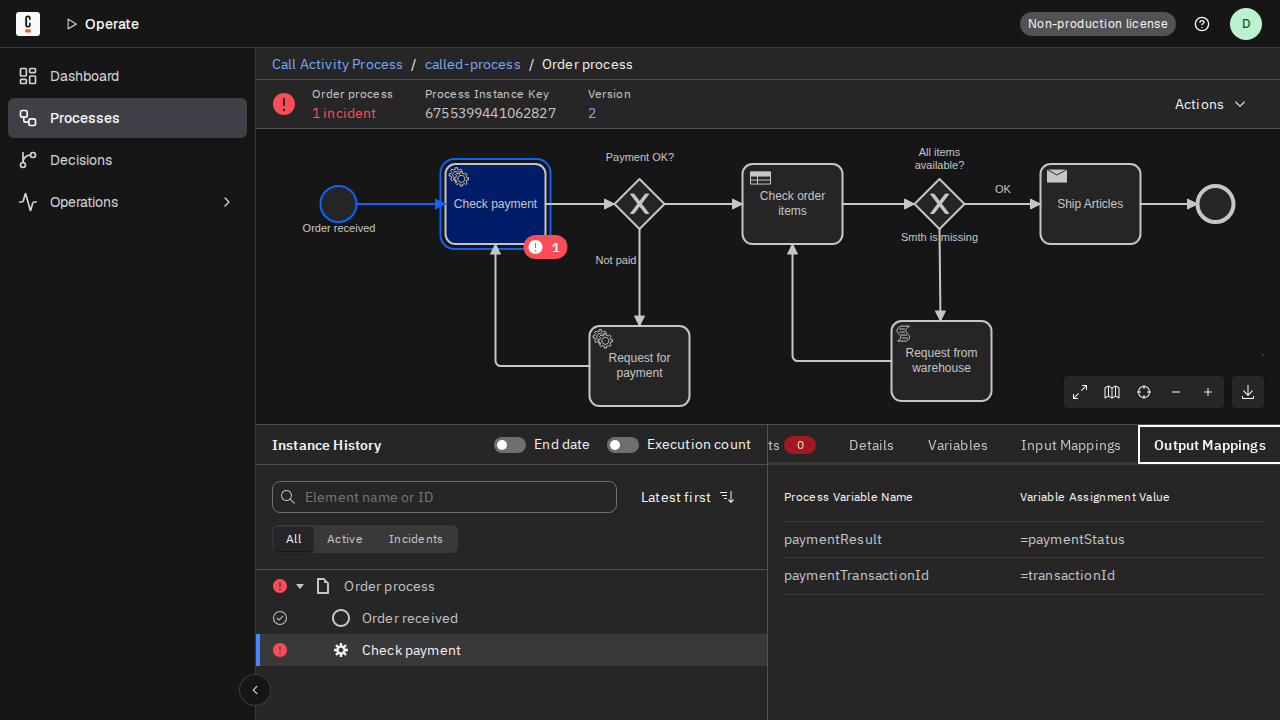 C
Operate
Non-production license
D
Dashboard
Processes
Decisions
Operations
Call Activity Process / called-process / Order process
Order process
1 incident
Process Instance Key
6755399441062827
Version
2
Actions
Order received
Check payment
1
Payment OK?
Not paid
Request for
payment
Check order
items
All items
available?
OK
Smth is missing
Request from
warehouse
Ship Articles
Instance History
End date
Execution count
Element name or ID
Latest first
All
Active
Incidents
Order process
Order received
Check payment
ts 0
Details
Variables
Input Mappings
Output Mappings
Process Variable Name Variable Assignment Value
paymentResult =paymentStatus
paymentTransactionId =transactionId